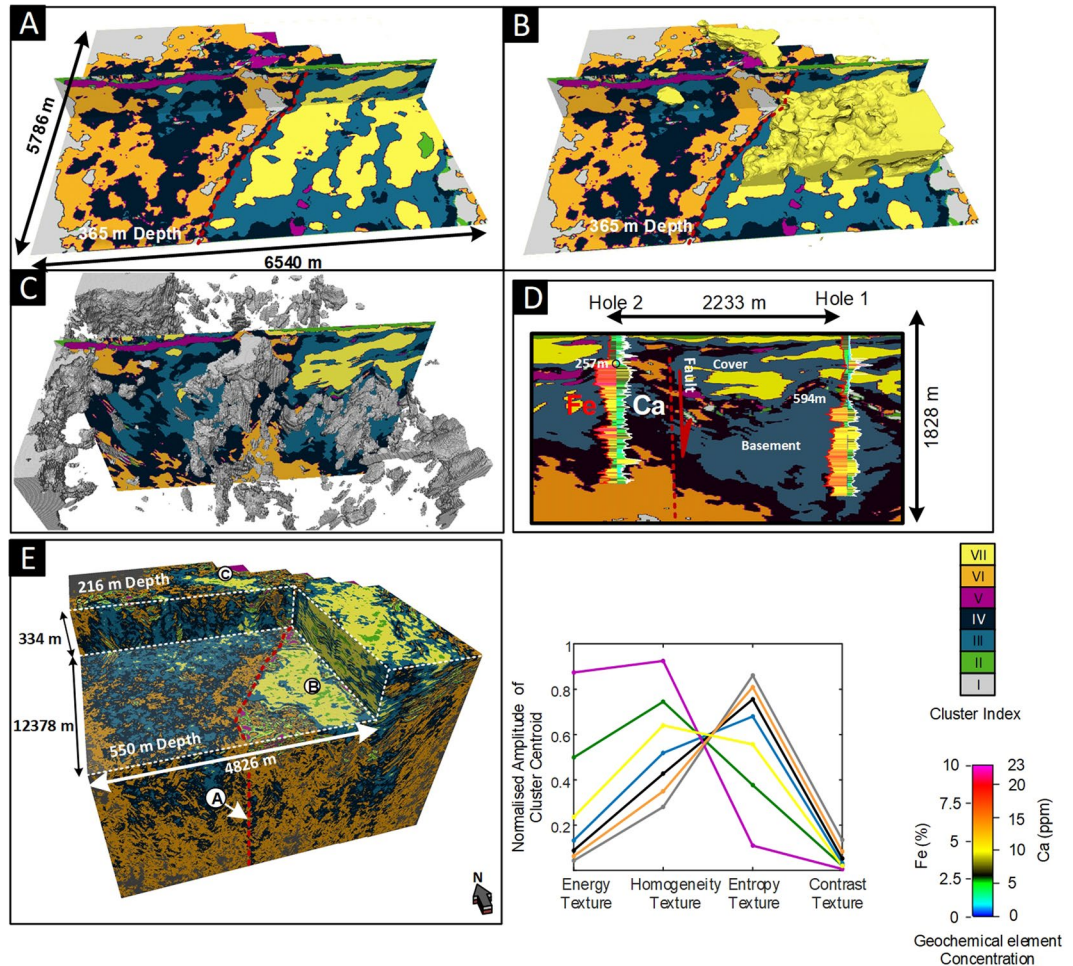 A
5786 m
365 m Depth
6540 m
B
365 m Depth
C
D
Hole 2
2233 m
Hole 1
257m
Fault
Cover
Fe
Ca
594m
Basement
1828 m
E
216 m Depth
C
334 m
B
12378 m
550 m Depth
4826 m
A
N
VII
VI
V
IV
III
II
I
Cluster Index
Normalised Amplitude of
Cluster Centroid
1
0.8
0.6
0.4
0.2
Energy
Texture
Homogeneity
Texture
Entropy
Texture
Contrast
Texture
10 23
7.5
20
15
5
10
2.5
5
0 0
Fe (%)
Ca (ppm)
Geochemical element
Concentration